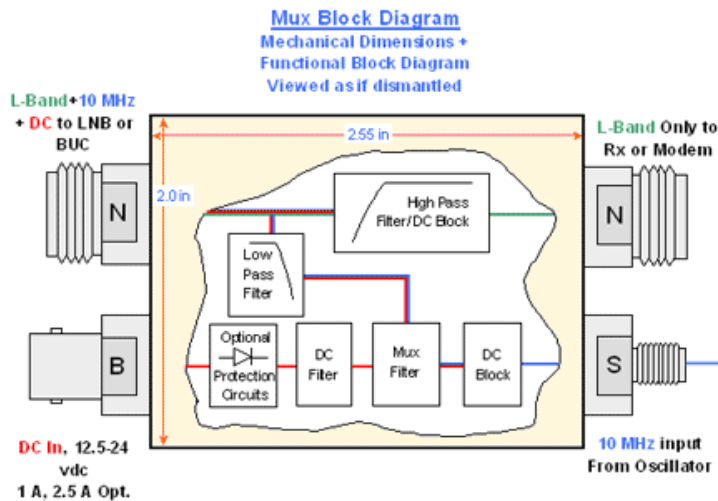 Mux Block Diagram
Mechanical Dimensions +
Functional Block Diagram
Viewed as if dismantled
L-Band+10 MHz
+ DC to LNB or
BUC
2.55 in
L-Band Only to
Rx or Modem
2.0 in
N
High Pass
Filter/DC Block
N
Low
Pass
Filter
B
Optional
Protection
Circuits
DC
Filter
Mux
Filter
DC
Block
S
DC In, 12.5-24
vdc
1 A, 2.5 A Opt.
10 MHz input
From Oscillator